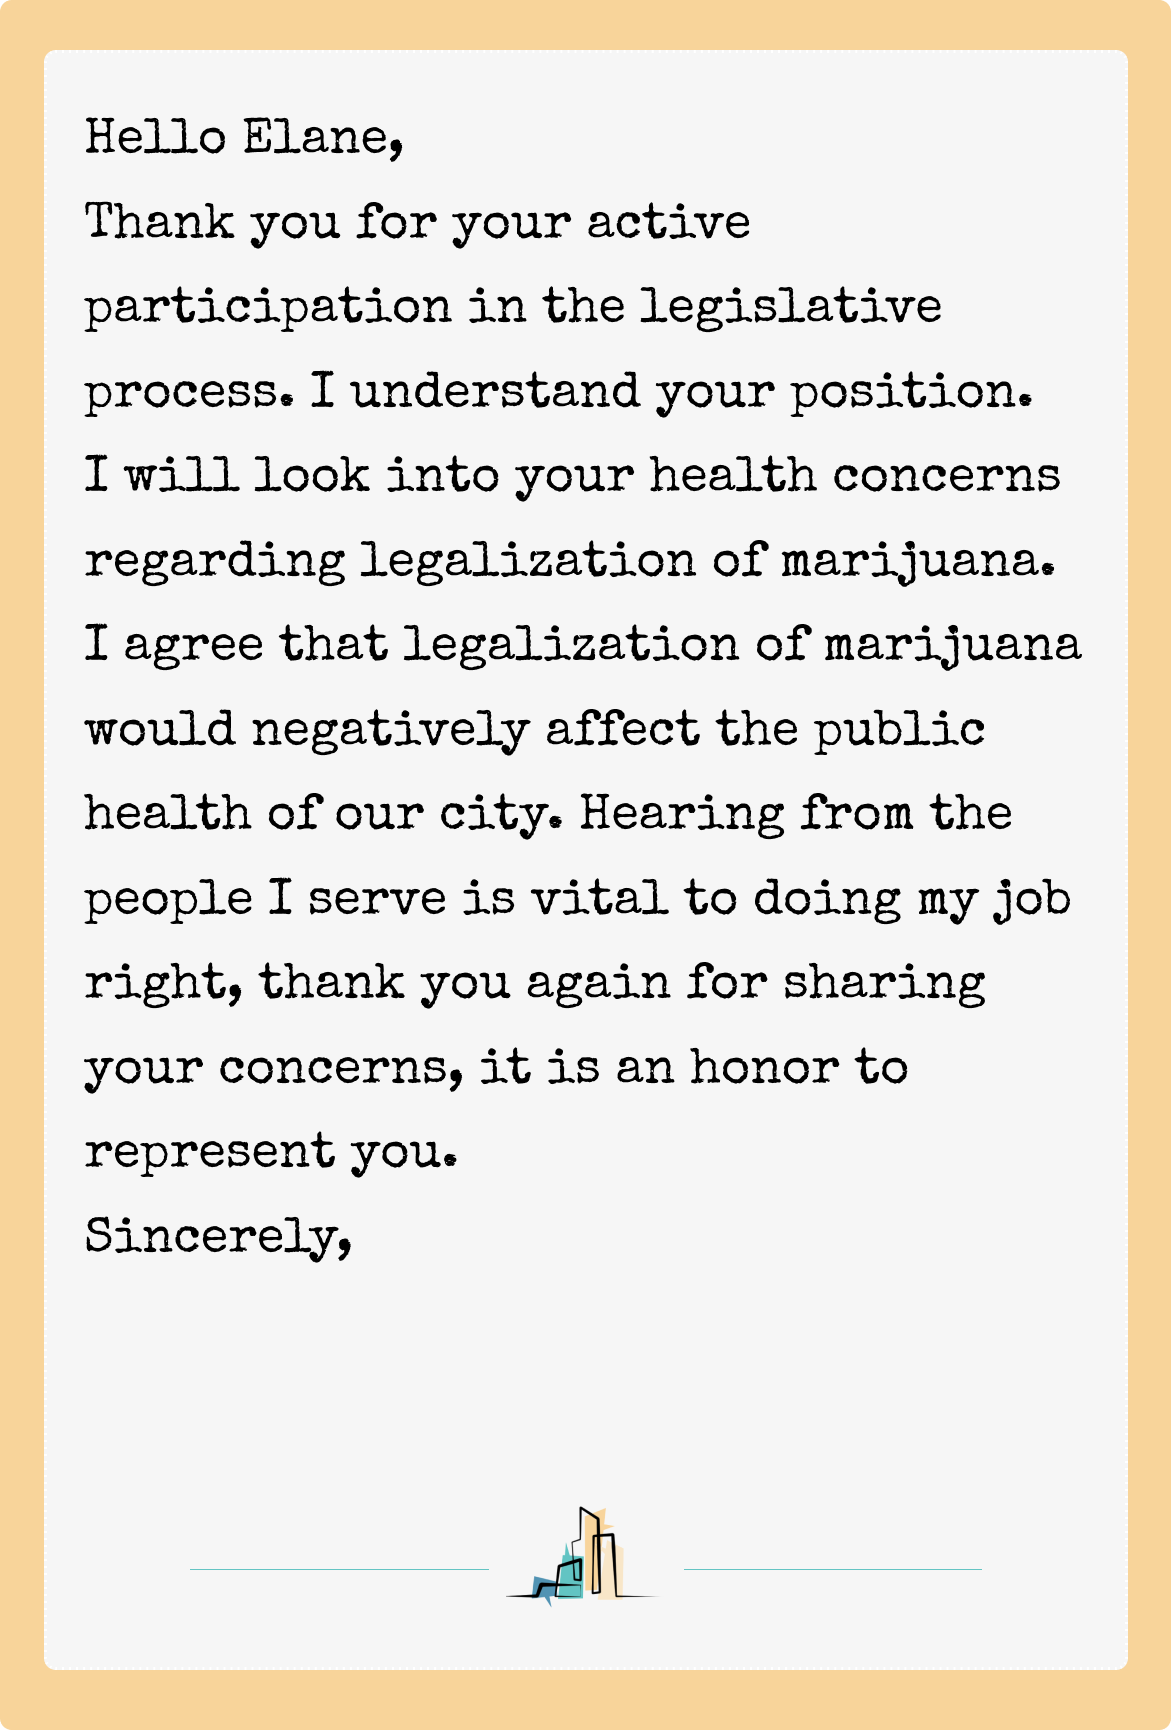 Hello Elane,
Thank you for your active
participation in the legislative
process. I understand your position.
I will look into your health concerns
regarding legalization of marijuana.
I agree that legalization of marijuana
would negatively affect the public
health of our city. Hearing from the
people I serve is vital to doing my job
right, thank you again for sharing
your concerns, it is an honor to
represent you.
Sincerely,